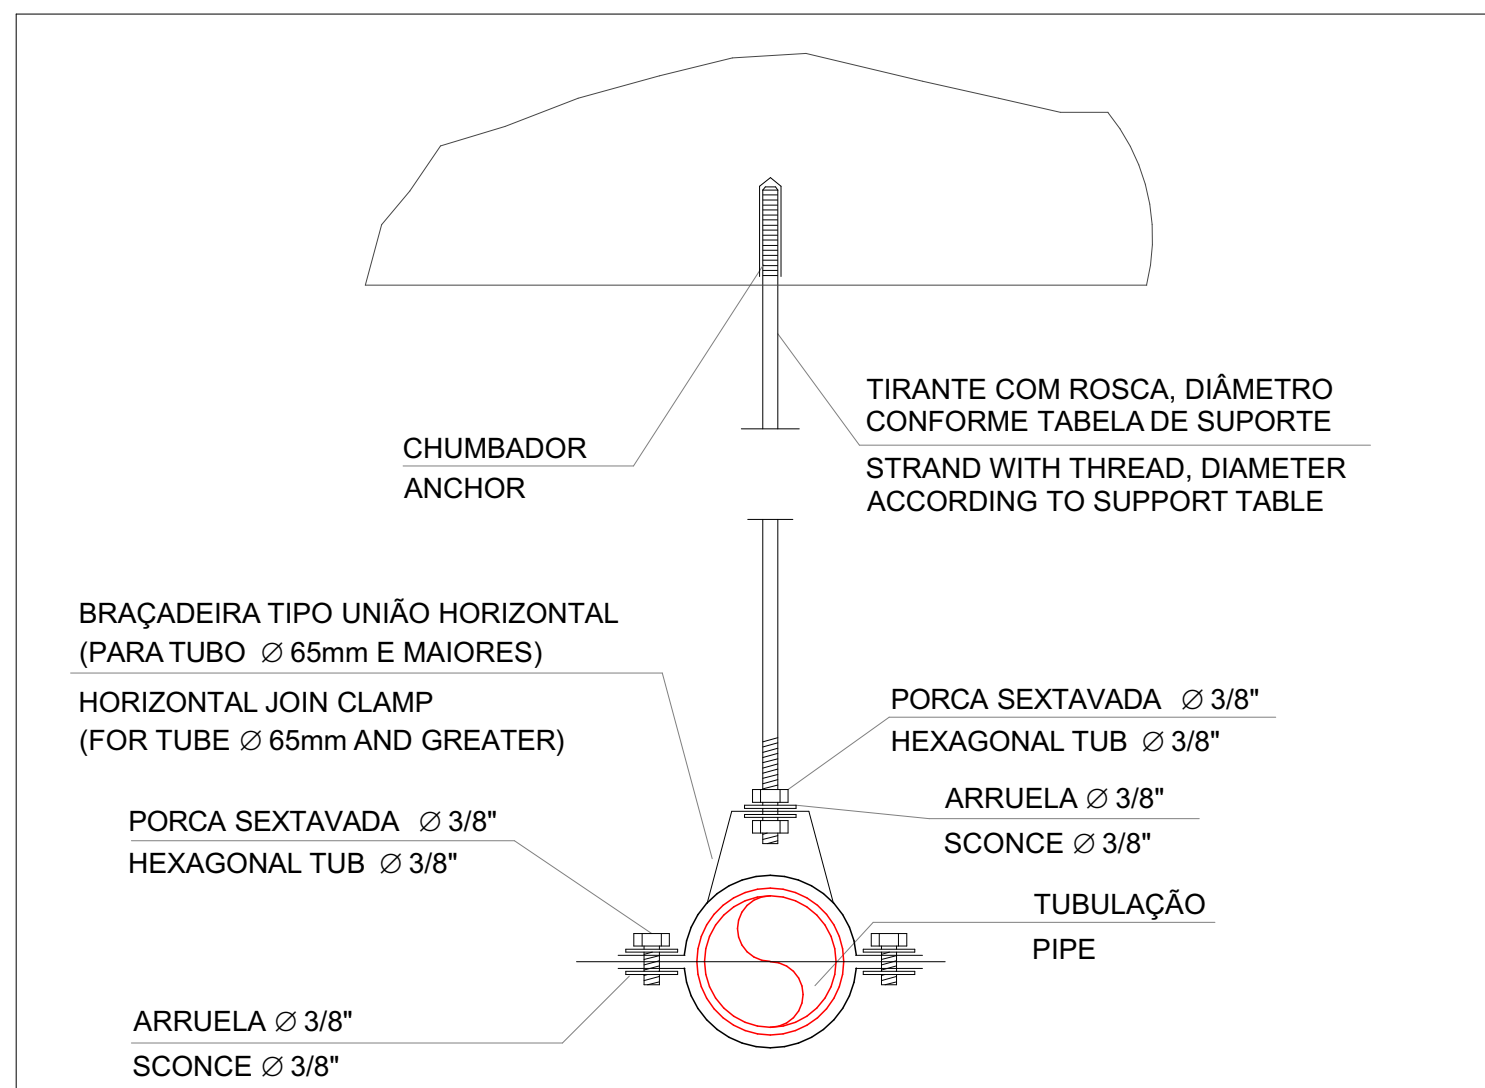 TIRANTE COM ROSCA, DIÂMETRO
CONFORME TABELA DE SUPORTE
STRAND WITH THREAD, DIAMETER
ACCORDING TO SUPPORT TABLE
CHUMBADOR
ANCHOR
BRAÇADEIRA TIPO UNIÃO HORIZONTAL
(PARA TUBO Ø 65mm E MAIORES)
HORIZONTAL JOIN CLAMP
(FOR TUBE Ø 65mm AND GREATER)
PORCA SEXTAVADA Ø 3/8"
HEXAGONAL TUB Ø 3/8"
ARRUELA Ø 3/8"
SCONCE Ø 3/8"
PORCA SEXTAVADA Ø 3/8"
HEXAGONAL TUB Ø 3/8"
TUBULAÇÃO
PIPE
ARRUELA Ø 3/8"
SCONCE Ø 3/8"